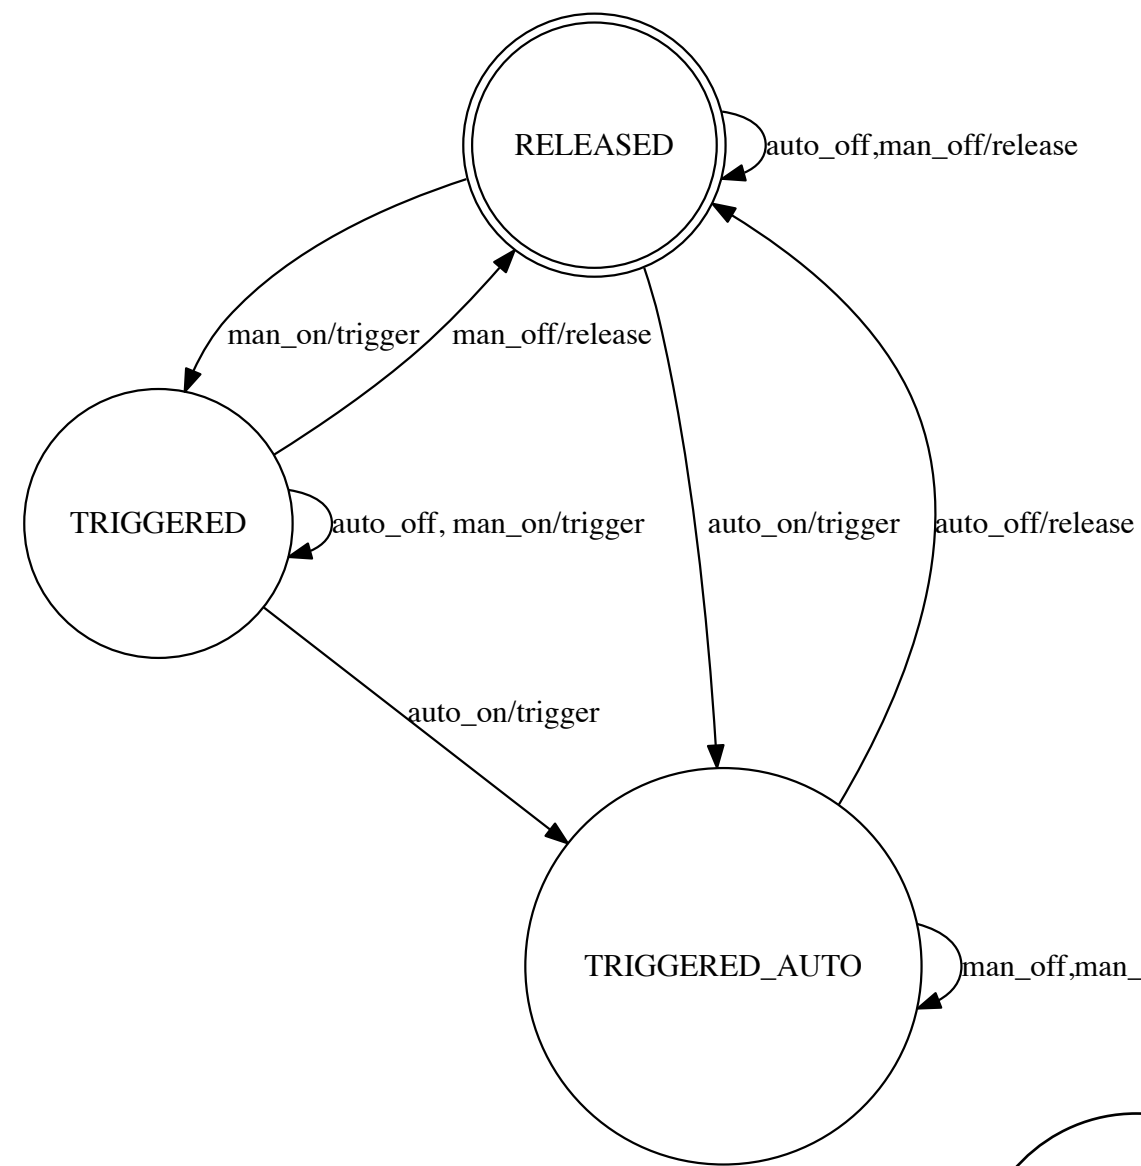 RELEASED
auto_off,man_off/release
man_on/trigger
man_off/release
TRIGGERED
auto_off, man_on/trigger
auto_on/trigger
auto_off/release
auto_on/trigger
TRIGGERED_AUTO
man_off,man_